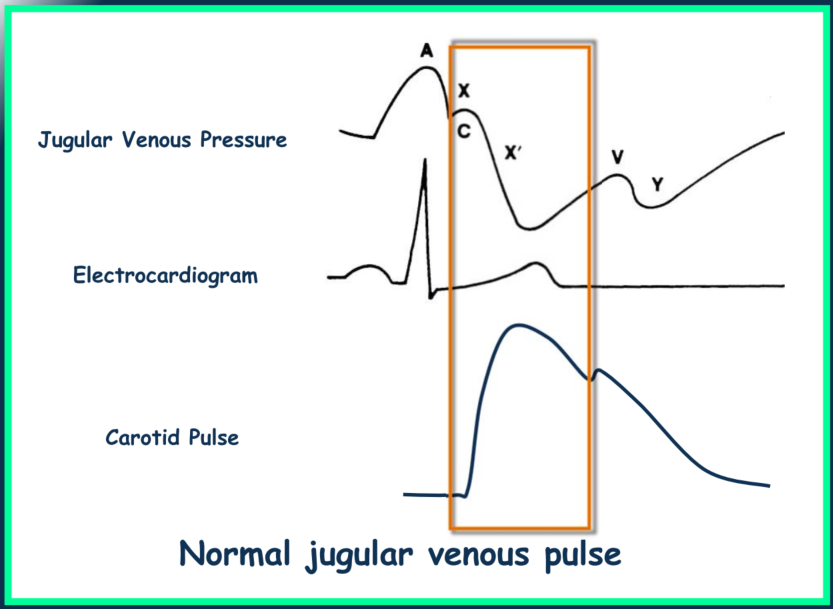 A
X
Jugular Venous Pressure
C
X′
V
Y
Electrocardiogram
Carotid Pulse
Normal jugular venous pulse